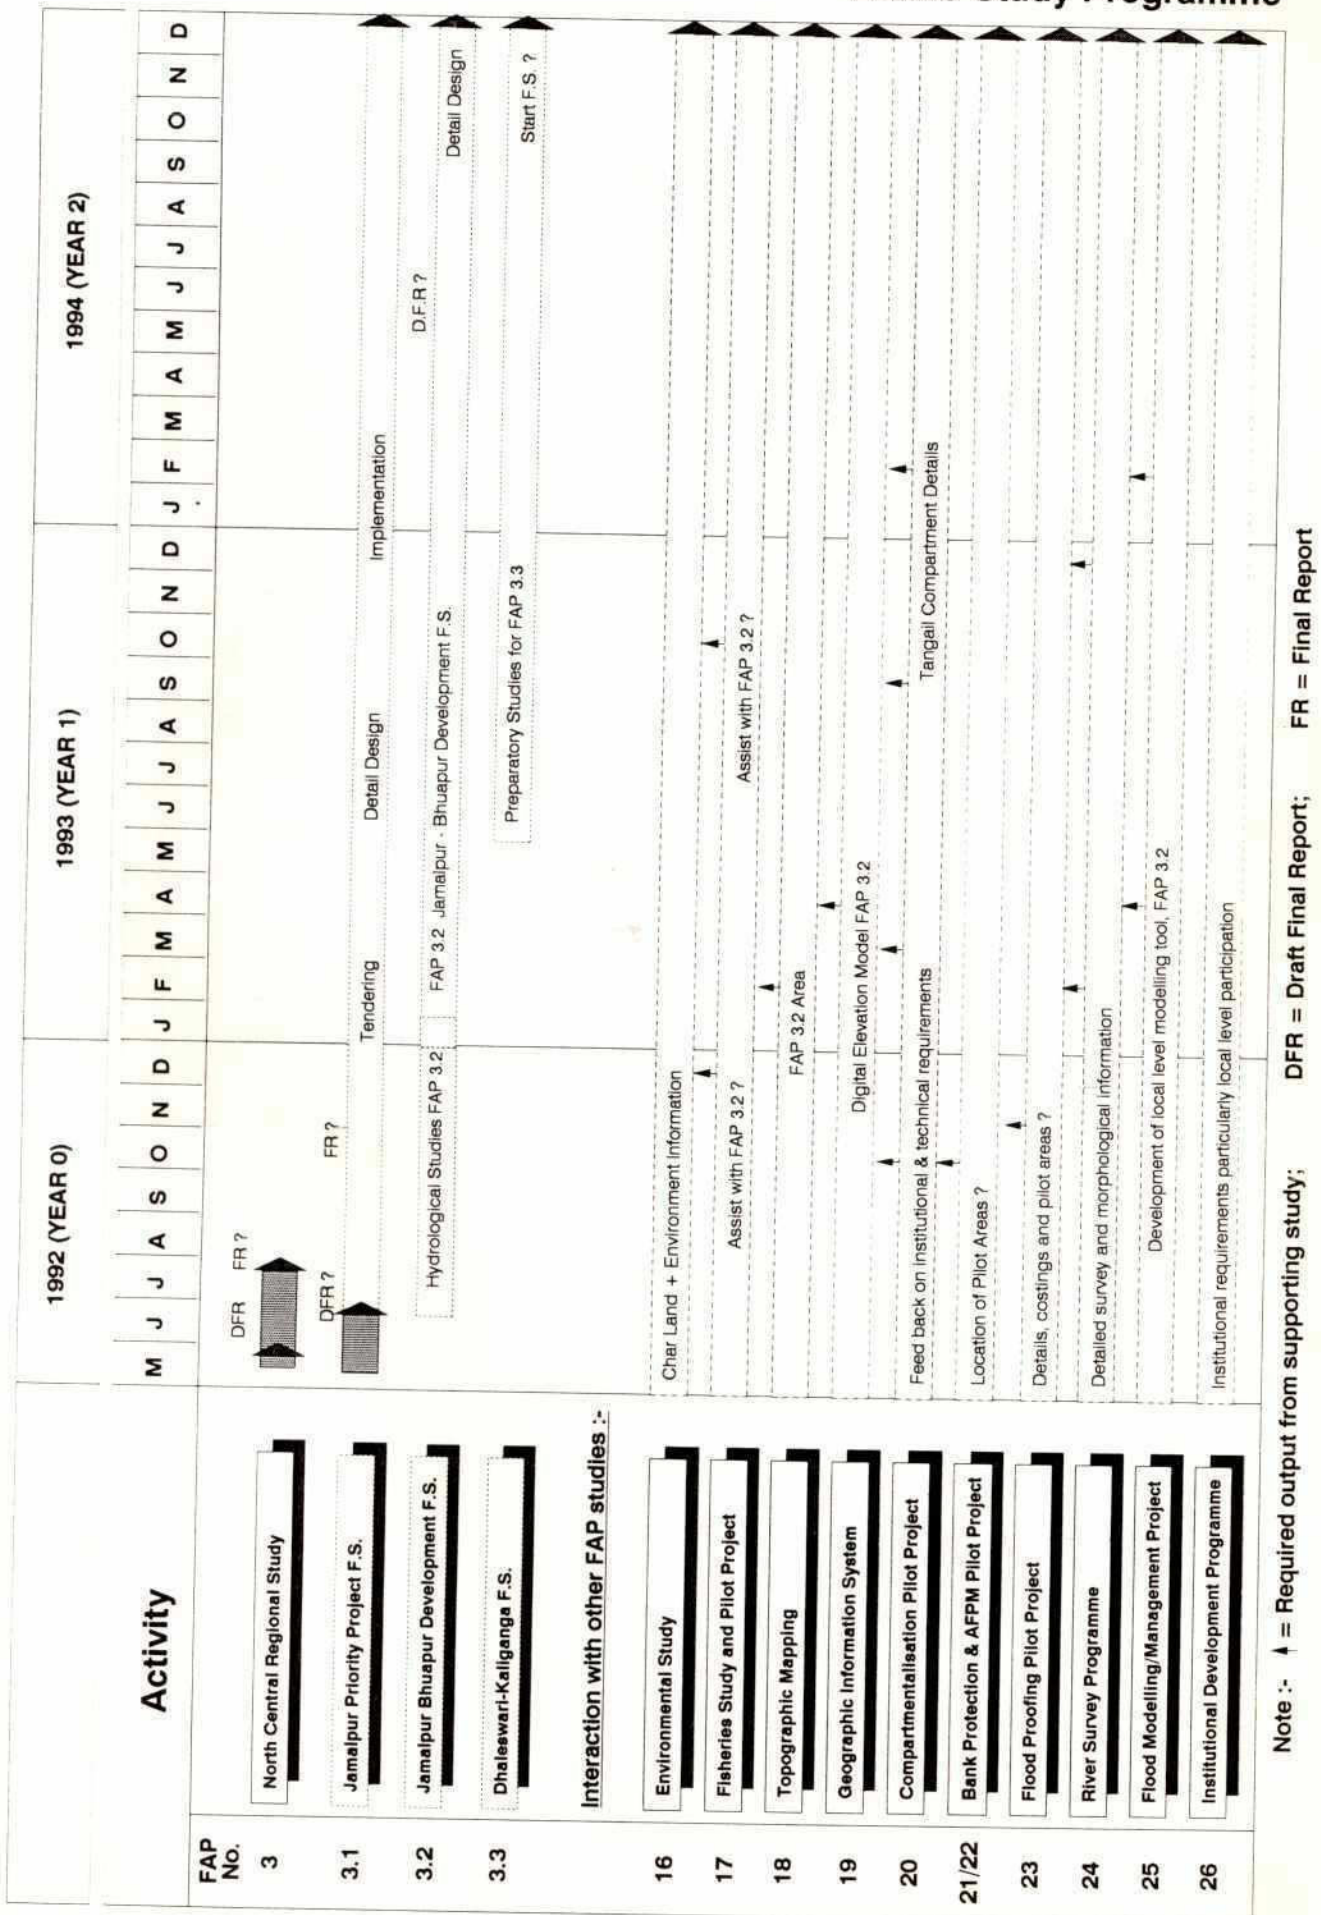 Study Programme
1992 (YEAR 0)
1993 (YEAR 1)
1994 (YEAR 2)
Activity
M J J A S O N D J F M A M J J A S O N D J F M A M J J A S O N D
FAP No.
3
North Central Regional Study
DFR
FR ?
3.1
Jamalpur Priority Project F.S.
DFR ?
FR ?
Tendering
Detail Design
Implementation
3.2
Jamalpur Bhuapur Development F.S.
Hydrological Studies FAP 3.2
FAP 3.2 Jamalpur - Bhuapur Development F.S.
D.F.R ?
Detail Design
3.3
Dhaleswari-Kaliganga F.S.
Preparatory Studies for FAP 3.3
Start F.S. ?
Interaction with other FAP studies :-
16
Environmental Study
Char Land + Environment Information
17
Fisheries Study and Pilot Project
Assist with FAP 3.2 ?
Assist with FAP 3.2 ?
18
Topographic Mapping
FAP 3.2 Area
19
Geographic Information System
Digital Elevation Model FAP 3.2
20
Compartmentalisation Pilot Project
Feed back on institutional & technical requirements
Tangail Compartment Details
21/22
Bank Protection & AFPM Pilot Project
Location of Pilot Areas ?
23
Flood Proofing Pilot Project
Details, costings and pilot areas ?
24
River Survey Programme
Detailed survey and morphological information
25
Flood Modelling/Management Project
Development of local level modelling tool, FAP 3.2
26
Institutional Development Programme
Institutional requirements particularly local level participation
Note :- = Required output from supporting study; DFR = Draft Final Report; FR = Final Report